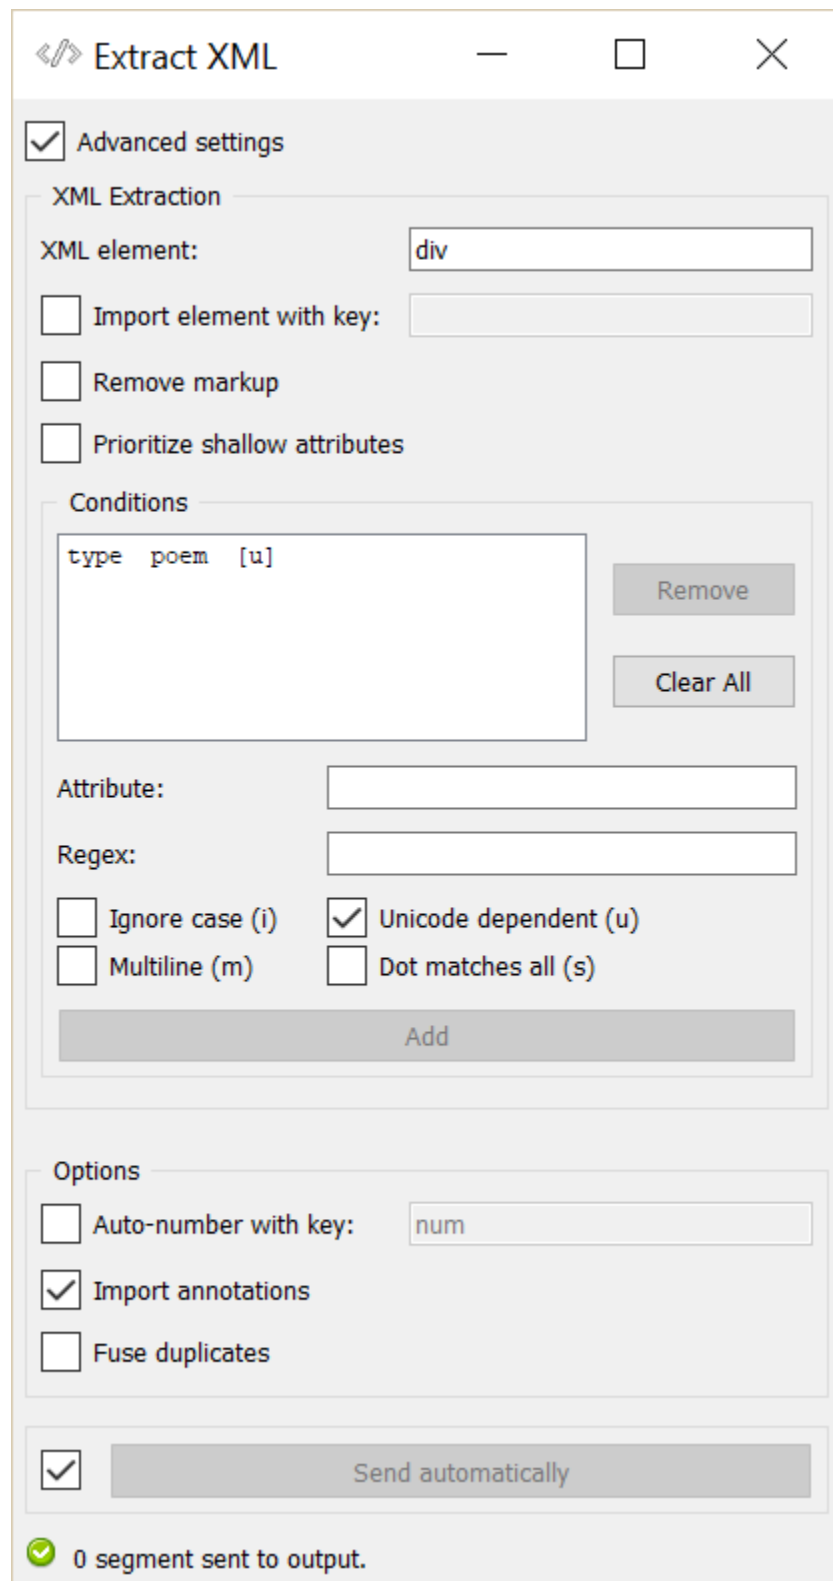 Extract XML
Advanced settings
XML Extraction
XML element: div
Import element with key:
Remove markup
Prioritize shallow attributes
Conditions
type poem [u]
Remove
Clear All
Attribute:
Regex:
Ignore case (i) Unicode dependent (u)
Multiline (m) Dot matches all (s)
Add
Options
Auto-number with key: num
Import annotations
Fuse duplicates
Send automatically
0 segment sent to output.